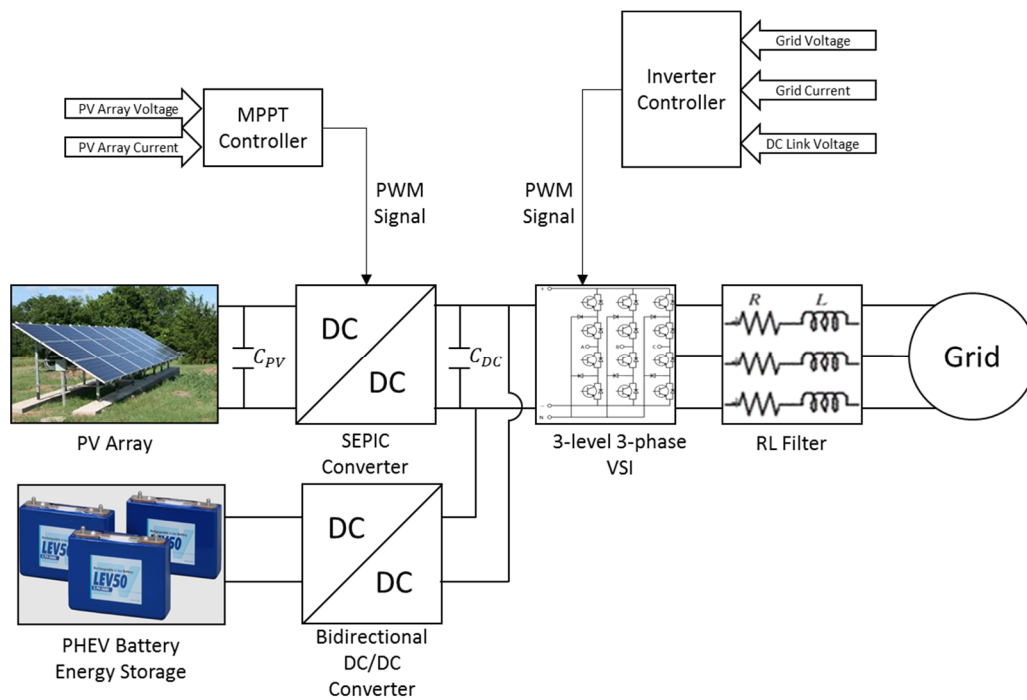 Grid Voltage
Grid Current
DC Link Voltage
Inverter
Controller
PV Array Voltage
PV Array Current
MPPT
Controller
PWM
Signal
PWM
Signal
DC
DC
C_PV
C_DC
+
A
B
C
−
N
R
L
Grid
PV Array
SEPIC
Converter
3-level 3-phase
VSI
RL Filter
LEV50
LEV50
LEV50
DC
DC
PHEV Battery
Energy Storage
Bidirectional
DC/DC
Converter